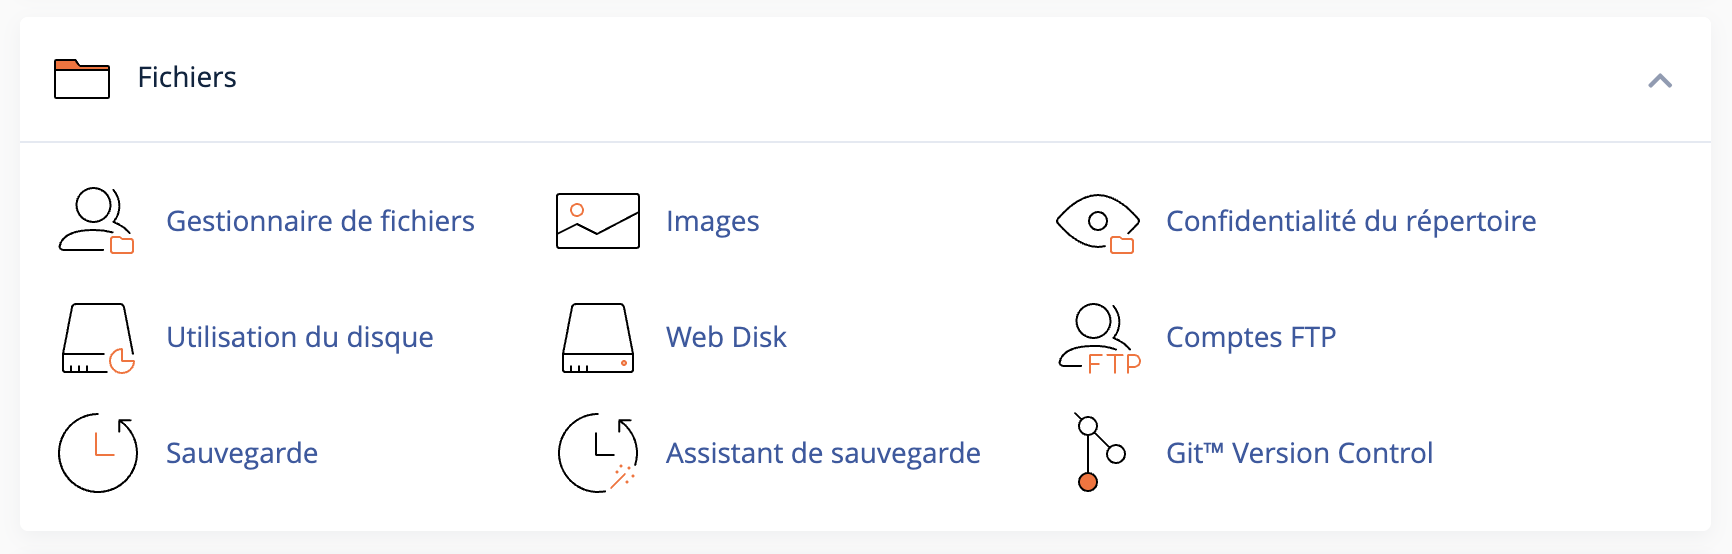 Fichiers
Gestionnaire de fichiers
Images
Confidentialité du répertoire
Utilisation du disque
Web Disk
Comptes FTP
FTP
Sauvegarde
Assistant de sauvegarde
Git™ Version Control